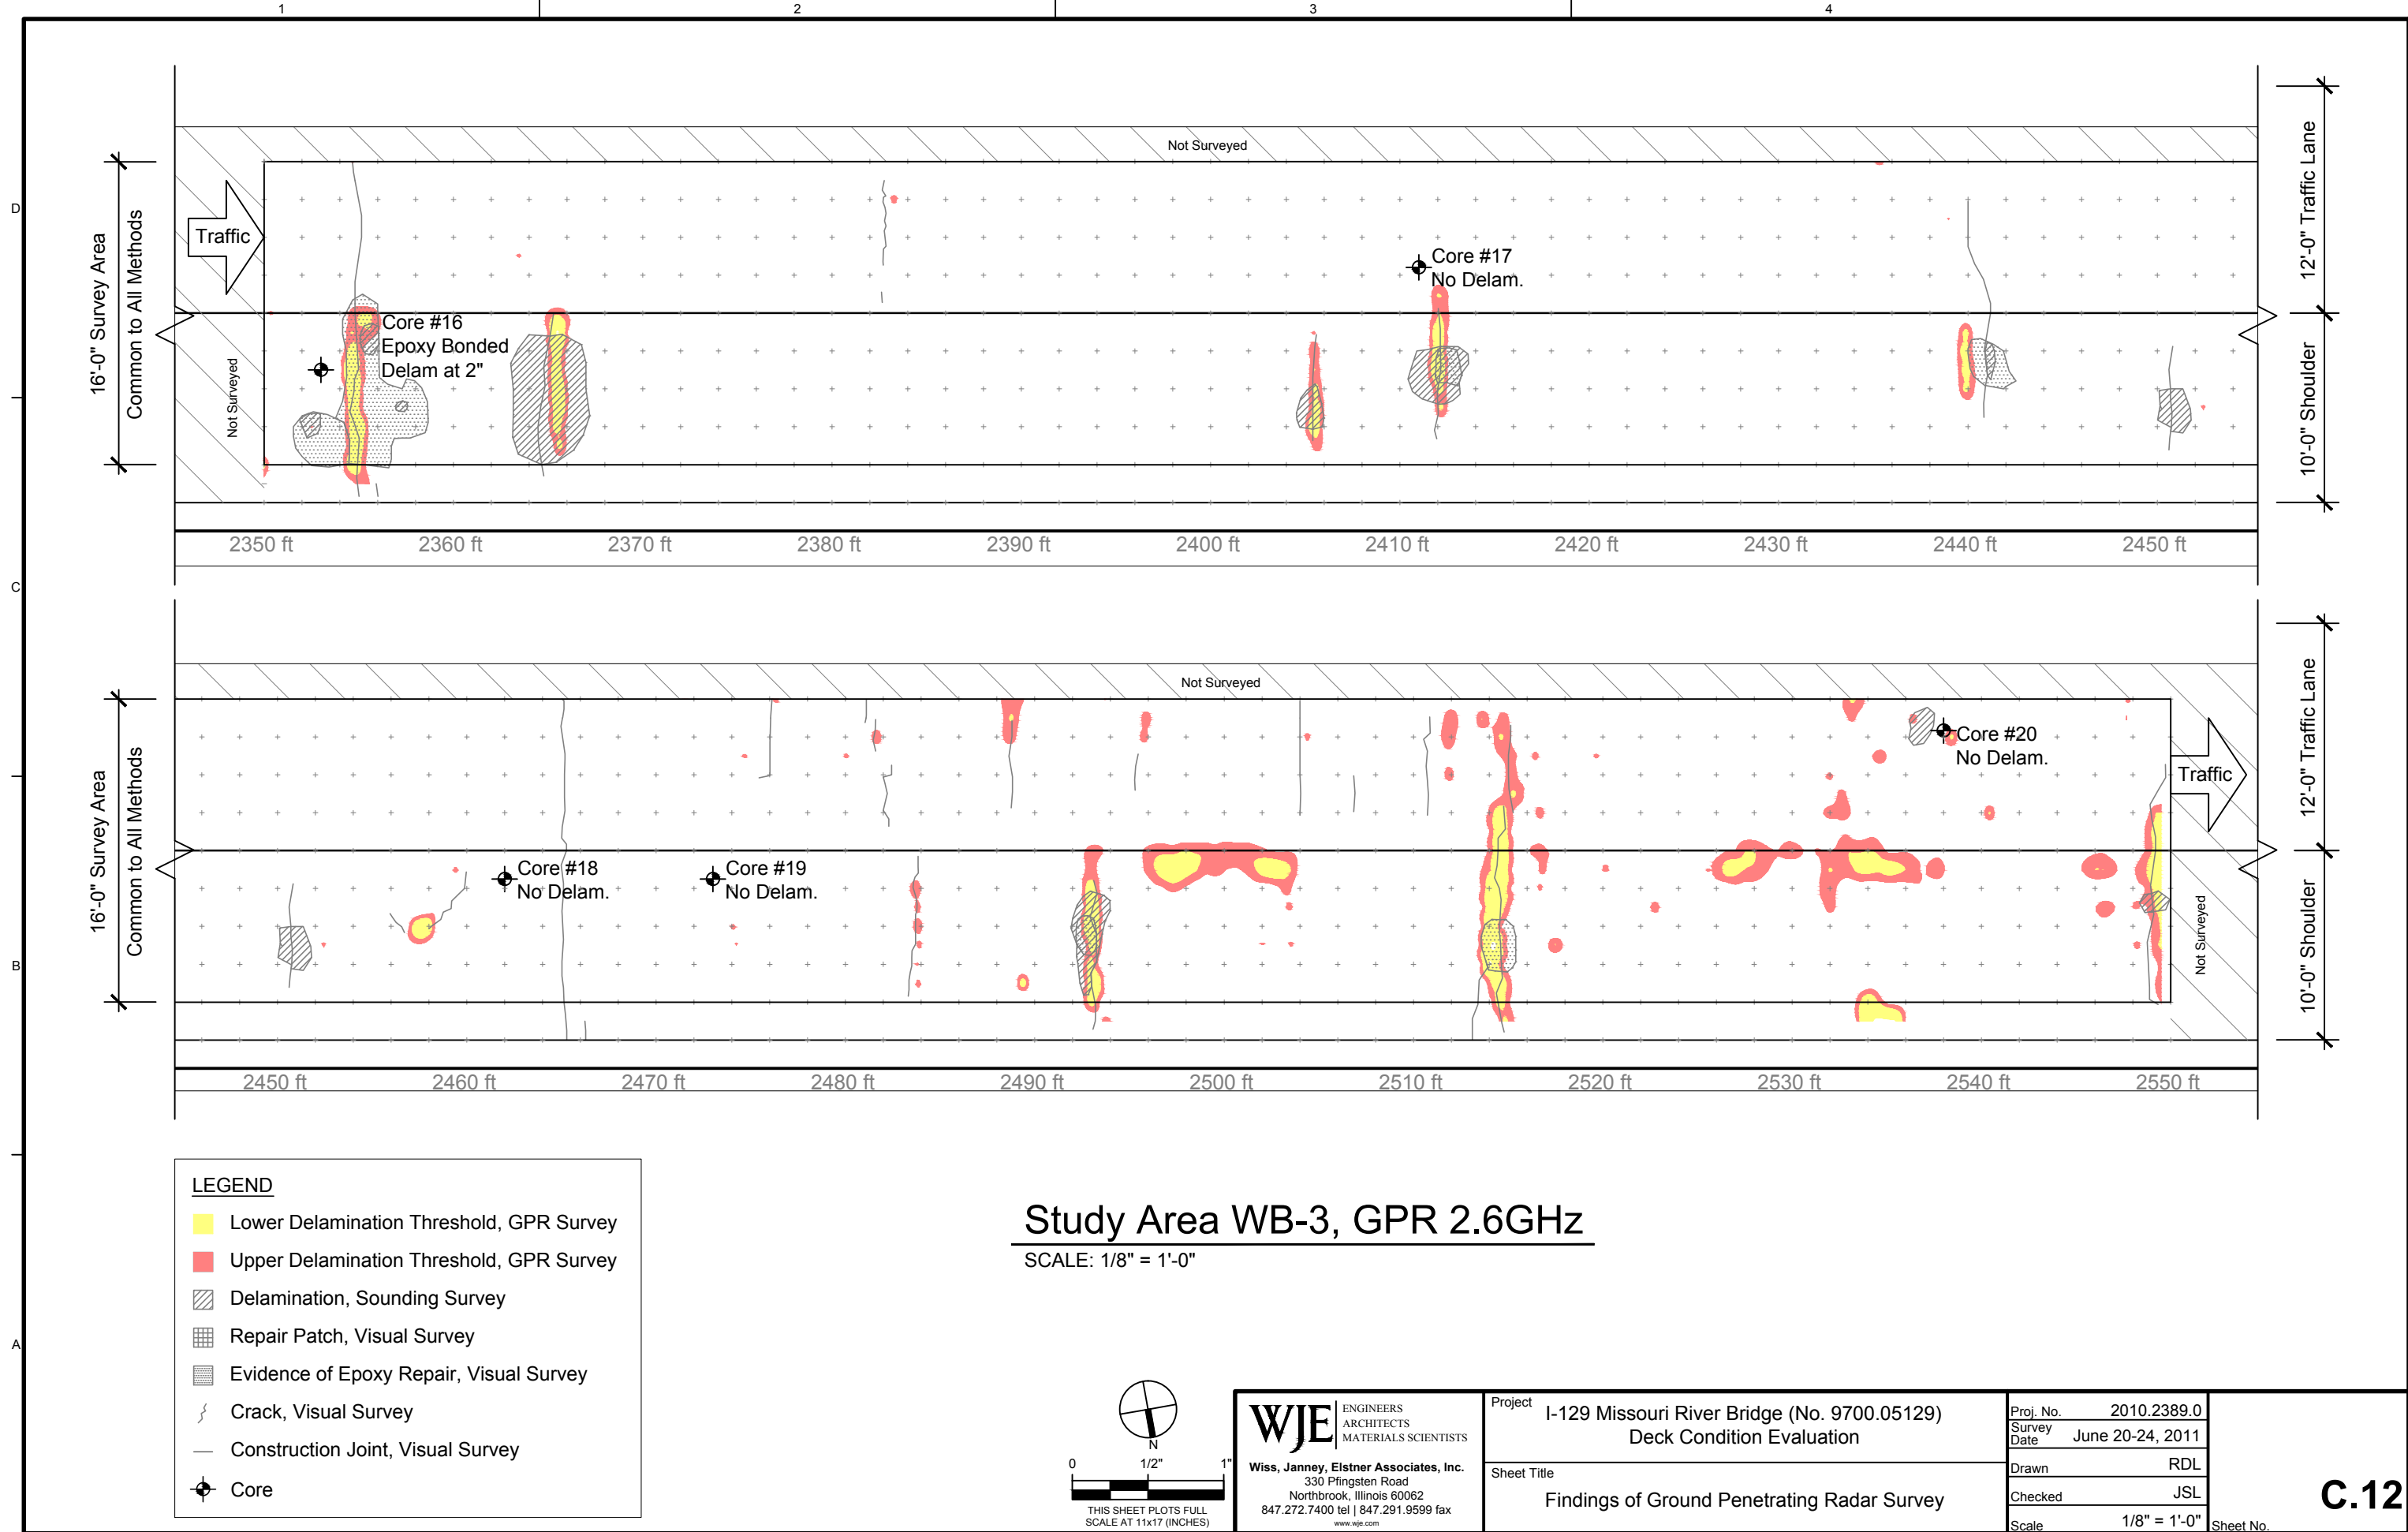 1 2 3 4
D
C
B
A
Not Surveyed
12'-0" Traffic Lane
10'-0" Shoulder
16'-0" Survey Area
Common to All Methods
Traffic
Not Surveyed
Core #16
Epoxy Bonded
Delam at 2"
Core #17
No Delam.
2350 ft 2360 ft 2370 ft 2380 ft 2390 ft 2400 ft 2410 ft 2420 ft 2430 ft 2440 ft 2450 ft
Not Surveyed
12'-0" Traffic Lane
10'-0" Shoulder
16'-0" Survey Area
Common to All Methods
Core #18
No Delam.
Core #19
No Delam.
Core #20
No Delam.
Traffic
Not Surveyed
2450 ft 2460 ft 2470 ft 2480 ft 2490 ft 2500 ft 2510 ft 2520 ft 2530 ft 2540 ft 2550 ft
LEGEND
Lower Delamination Threshold, GPR Survey
Upper Delamination Threshold, GPR Survey
Delamination, Sounding Survey
Repair Patch, Visual Survey
Evidence of Epoxy Repair, Visual Survey
Crack, Visual Survey
Construction Joint, Visual Survey
Core
Study Area WB-3, GPR 2.6GHz
SCALE: 1/8" = 1'-0"
N
0 1/2" 1"
THIS SHEET PLOTS FULL
SCALE AT 11x17 (INCHES)
WJE
ENGINEERS
ARCHITECTS
MATERIALS SCIENTISTS
Wiss, Janney, Elstner Associates, Inc.
330 Pfingsten Road
Northbrook, Illinois 60062
847.272.7400 tel | 847.291.9599 fax
www.wje.com
Project
I-129 Missouri River Bridge (No. 9700.05129)
Deck Condition Evaluation
Sheet Title
Findings of Ground Penetrating Radar Survey
Proj. No. 2010.2389.0
Survey Date June 20-24, 2011
Drawn RDL
Checked JSL
Scale 1/8" = 1'-0"
Sheet No.
C.12